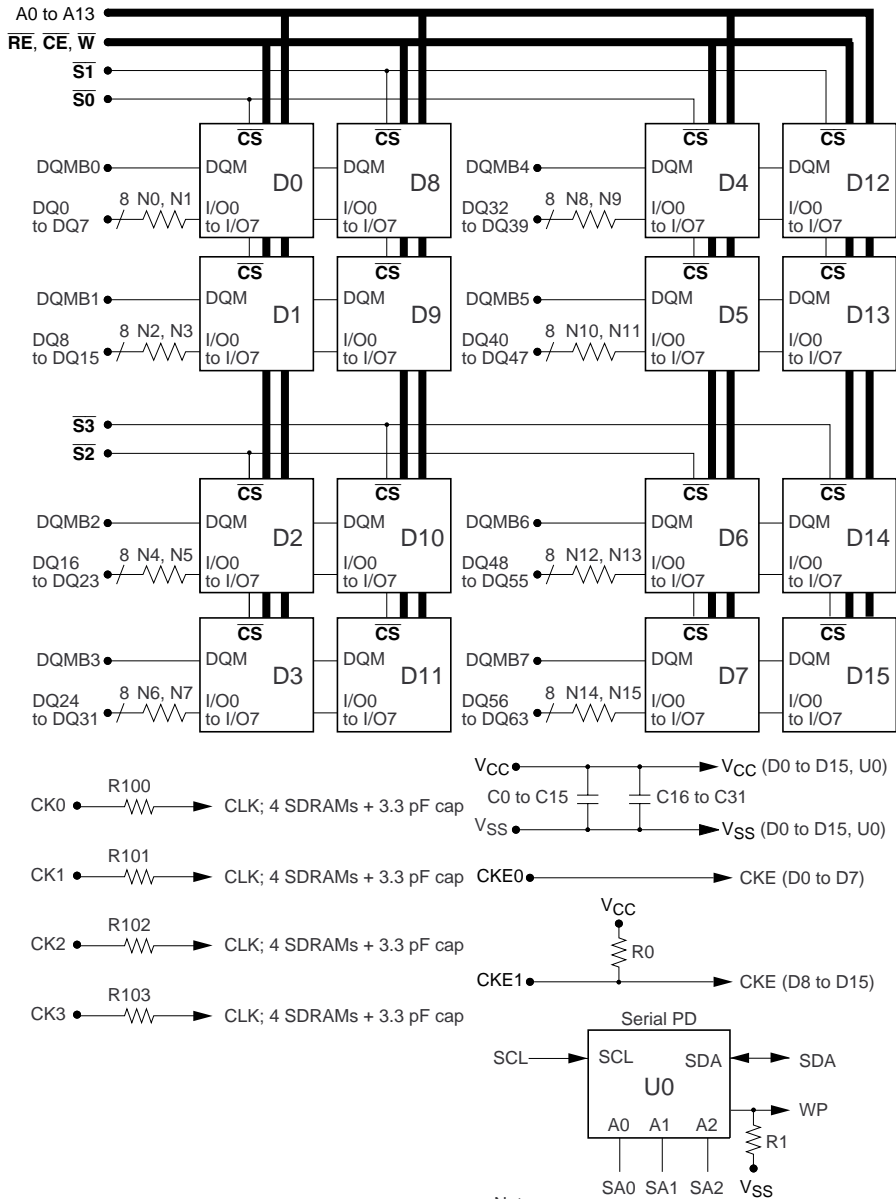 A0 to A13
RE, CE, W
S1
S0
CS CS CS CS
DQMB0 DQM D0 DQM D8 DQMB4 DQM D4 DQM D12
DQ0 to DQ7 8 N0, N1 I/O0 to I/O7 I/O0 to I/O7 DQ32 to DQ39 8 N8, N9 I/O0 to I/O7 I/O0 to I/O7
CS CS CS CS
DQMB1 DQM D1 DQM D9 DQMB5 DQM D5 DQM D13
DQ8 to DQ15 8 N2, N3 I/O0 to I/O7 I/O0 to I/O7 DQ40 to DQ47 8 N10, N11 I/O0 to I/O7 I/O0 to I/O7
S3
S2
CS CS CS CS
DQMB2 DQM D2 DQM D10 DQMB6 DQM D6 DQM D14
DQ16 to DQ23 8 N4, N5 I/O0 to I/O7 I/O0 to I/O7 DQ48 to DQ55 8 N12, N13 I/O0 to I/O7 I/O0 to I/O7
CS CS CS CS
DQMB3 DQM D3 DQM D11 DQMB7 DQM D7 DQM D15
DQ24 to DQ31 8 N6, N7 I/O0 to I/O7 I/O0 to I/O7 DQ56 to DQ63 8 N14, N15 I/O0 to I/O7 I/O0 to I/O7
CK0 R100 CLK; 4 SDRAMs + 3.3 pF cap
CK1 R101 CLK; 4 SDRAMs + 3.3 pF cap
CK2 R102 CLK; 4 SDRAMs + 3.3 pF cap
CK3 R103 CLK; 4 SDRAMs + 3.3 pF cap
VCC VCC (D0 to D15, U0)
C0 to C15 C16 to C31
VSS VSS (D0 to D15, U0)
CKE0 CKE (D0 to D7)
VCC
R0
CKE1 CKE (D8 to D15)
Serial PD
SCL SCL SDA SDA
U0
WP
A0 A1 A2
R1
SA0 SA1 SA2 VSS